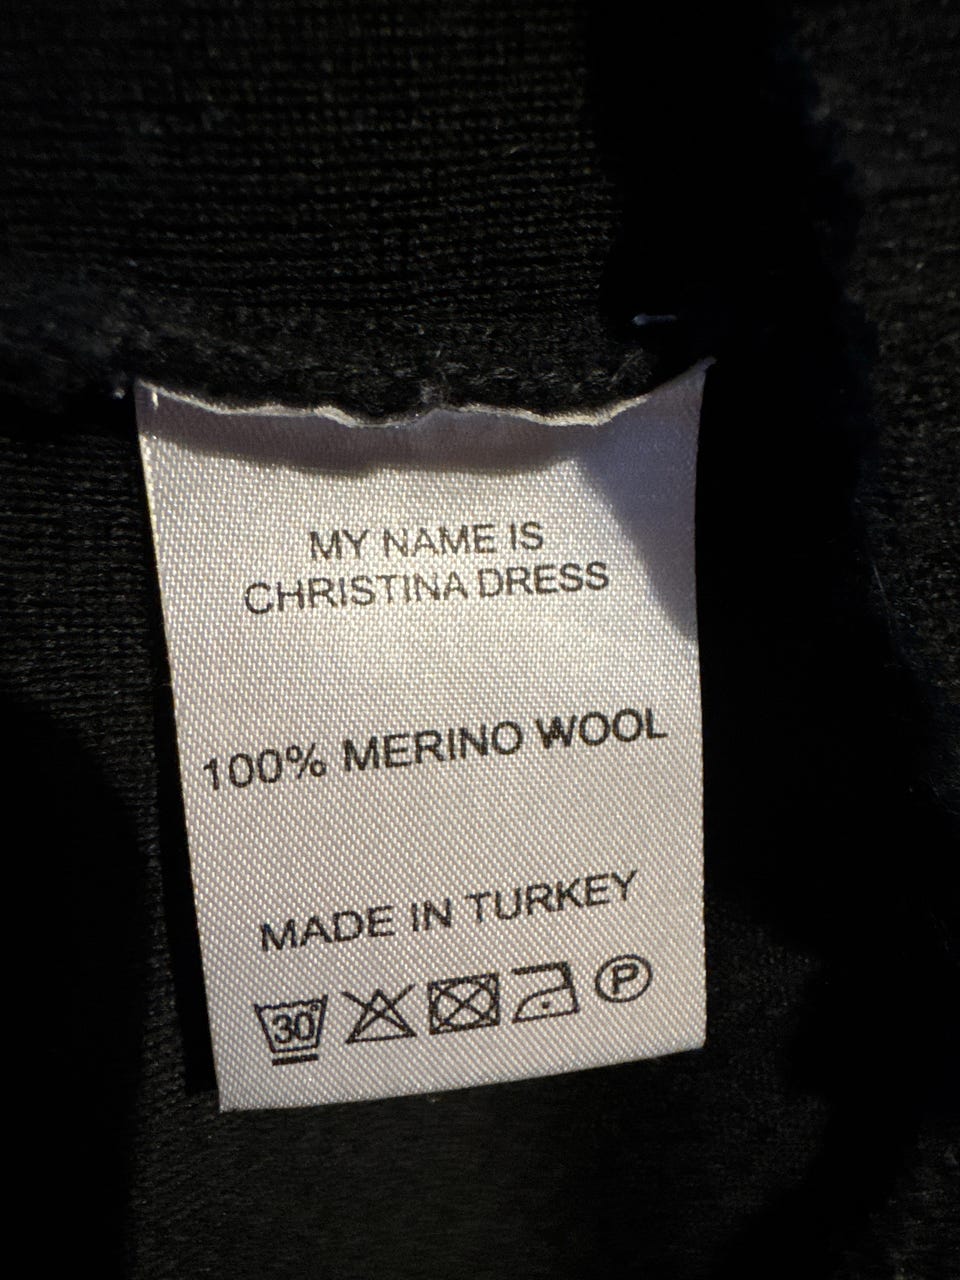 MY NAME IS
CHRISTINA DRESS
100% MERINO WOOL
MADE IN TURKEY
30° P